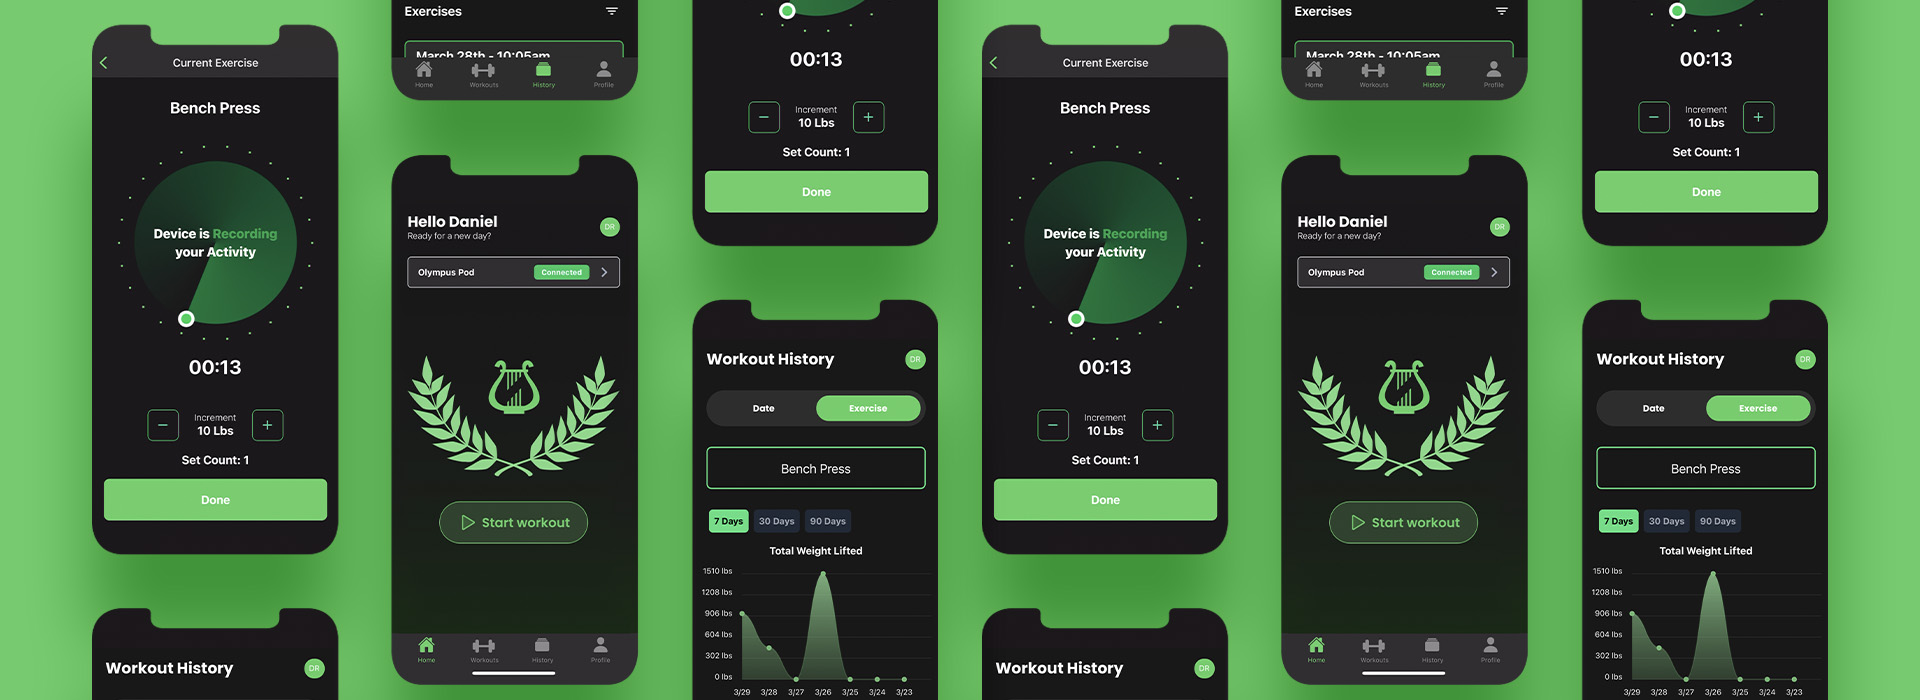 Current Exercise
Bench Press
Device is Recording
your Activity
00:13
Increment
10 Lbs
Set Count: 1
Done
Workout History
DR
Exercises
March 28th - 10:05am
Home
Workouts
History
Profile
Hello Daniel
Ready for a new day?
DR
Olympus Pod
Connected
Start workout
Home
Workouts
History
Profile
00:13
Increment
10 Lbs
Set Count: 1
Done
Workout History
DR
Date
Exercise
Bench Press
7 Days
30 Days
90 Days
Total Weight Lifted
1510 lbs
1208 lbs
906 lbs
604 lbs
302 lbs
0 lbs
3/29 3/28 3/27 3/26 3/25 3/24 3/23
Current Exercise
Bench Press
Device is Recording
your Activity
00:13
Increment
10 Lbs
Set Count: 1
Done
Workout History
DR
Exercises
March 28th - 10:05am
Home
Workouts
History
Profile
Hello Daniel
Ready for a new day?
DR
Olympus Pod
Connected
Start workout
Home
Workouts
History
Profile
00:13
Increment
10 Lbs
Set Count: 1
Done
Workout History
DR
Date
Exercise
Bench Press
7 Days
30 Days
90 Days
Total Weight Lifted
1510 lbs
1208 lbs
906 lbs
604 lbs
302 lbs
0 lbs
3/29 3/28 3/27 3/26 3/25 3/24 3/23